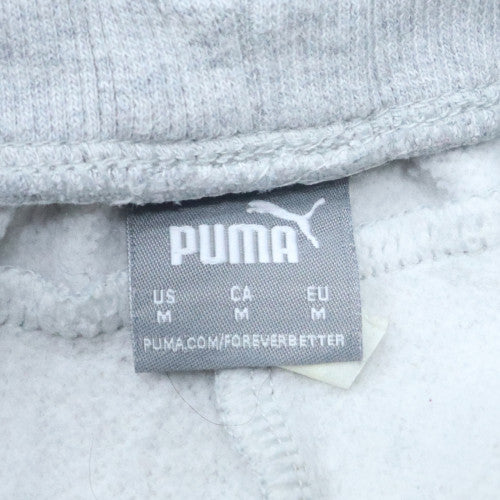 PUMA
US CA EU
M M M
PUMA.COM/FOREVERBETTER